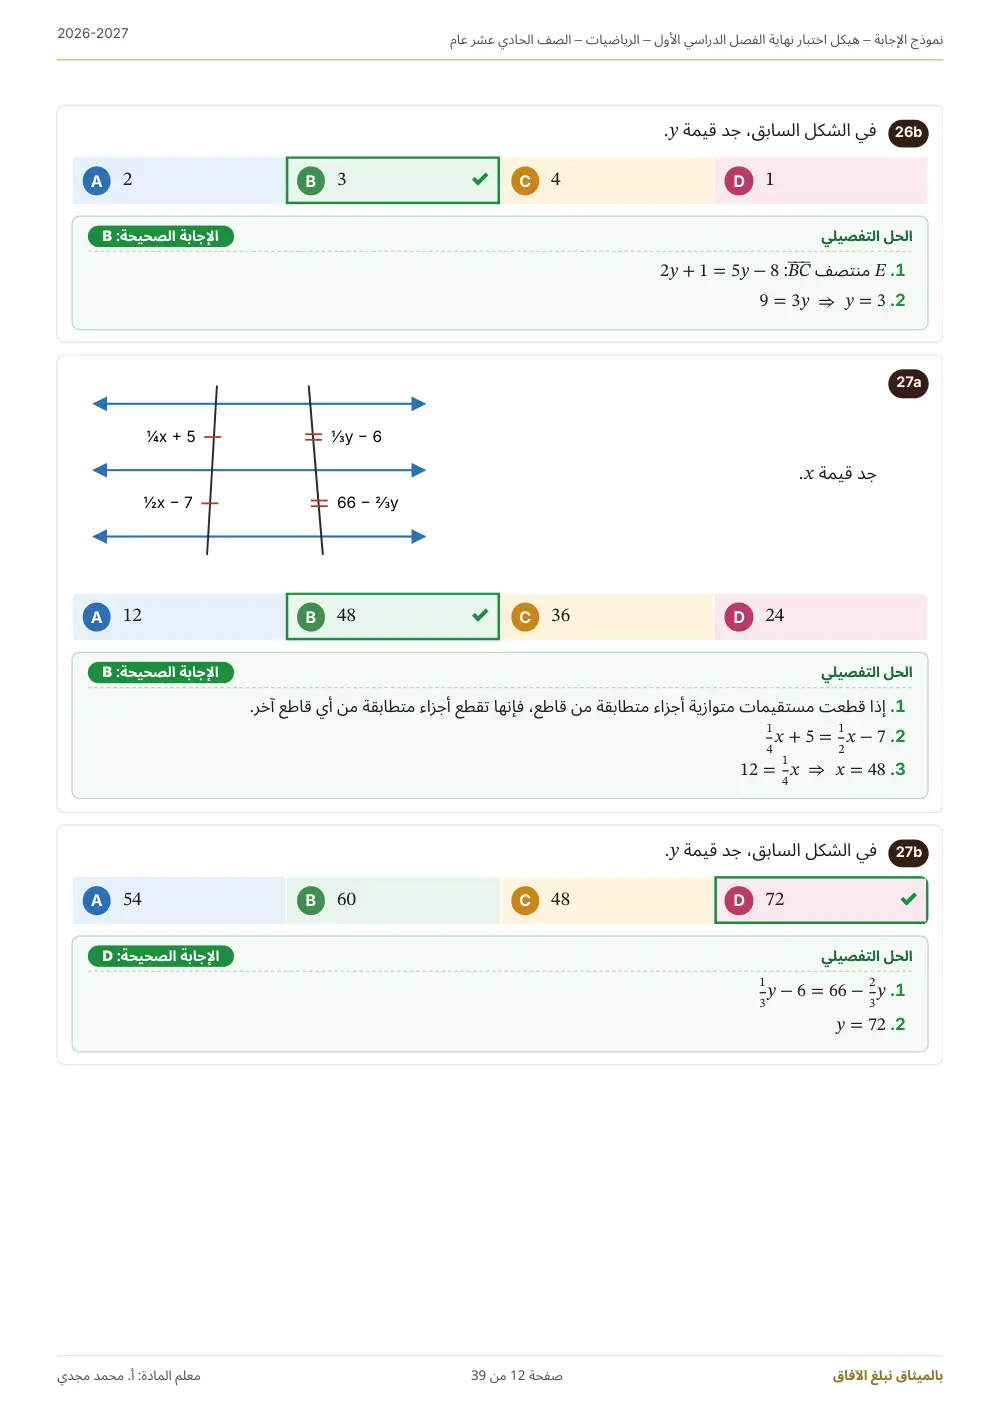 نموذج الإجابة – هيكل اختبار نهاية الفصل الدراسي الأول – الرياضيات – الصف الحادي عشر عام
2026-2027
26b في الشكل السابق، جد قيمة y.
A 2 B 3 ✔ C 4 D 1
الحل التفصيلي
الإجابة الصحيحة: B
1. E منتصف BC: 2y + 1 = 5y − 8
2. 9 = 3y ⇒ y = 3
27a
¼x + 5
⅓y − 6
جد قيمة x.
½x − 7
66 − ⅔y
A 12 B 48 ✔ C 36 D 24
الحل التفصيلي
الإجابة الصحيحة: B
1. إذا قطعت مستقيمات متوازية أجزاء متطابقة من قاطع، فإنها تقطع أجزاء متطابقة من أي قاطع آخر.
2. ¼x + 5 = ½x − 7
3. 12 = ¼x ⇒ x = 48
27b في الشكل السابق، جد قيمة y.
A 54 B 60 C 48 D 72 ✔
الحل التفصيلي
الإجابة الصحيحة: D
1. ⅓y − 6 = 66 − ⅔y
2. y = 72
بالميثاق نبلغ الآفاق
صفحة 12 من 39
معلم المادة: أ. محمد مجدي